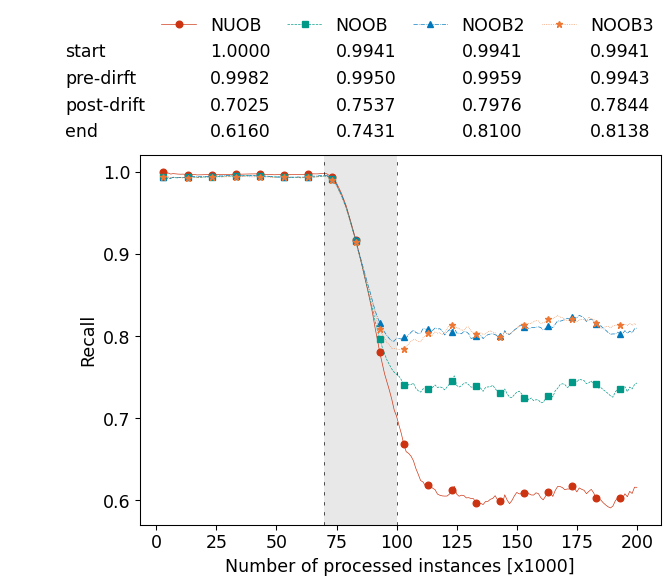 NUOB NOOB NOOB2 NOOB3
start 1.0000 0.9941 0.9941 0.9941
pre-dirft 0.9982 0.9950 0.9959 0.9943
post-drift 0.7025 0.7537 0.7976 0.7844
end 0.6160 0.7431 0.8100 0.8138
1.0
0.9
0.8
0.7
0.6
Recall
0 25 50 75 100 125 150 175 200
Number of processed instances [x1000]